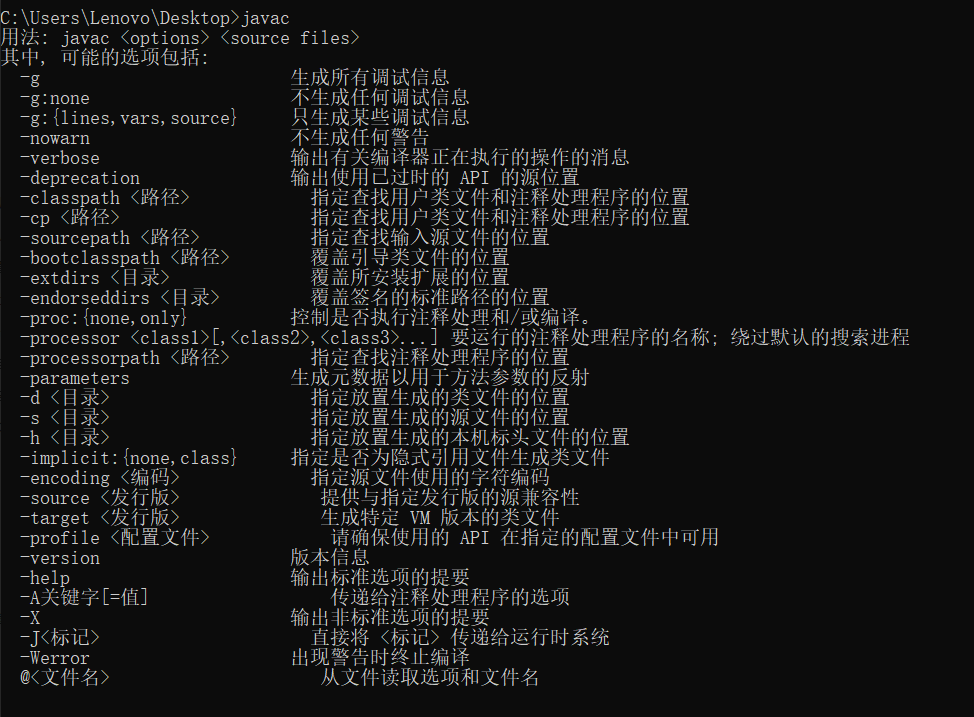 C:\Users\Lenovo\Desktop>javac
用法: javac <options> <source files>
其中, 可能的选项包括:
  -g                         生成所有调试信息
  -g:none                    不生成任何调试信息
  -g:{lines,vars,source}     只生成某些调试信息
  -nowarn                    不生成任何警告
  -verbose                   输出有关编译器正在执行的操作的消息
  -deprecation               输出使用已过时的 API 的源位置
  -classpath <路径>            指定查找用户类文件和注释处理程序的位置
  -cp <路径>                   指定查找用户类文件和注释处理程序的位置
  -sourcepath <路径>           指定查找输入源文件的位置
  -bootclasspath <路径>        覆盖引导类文件的位置
  -extdirs <目录>              覆盖所安装扩展的位置
  -endorseddirs <目录>         覆盖签名的标准路径的位置
  -proc:{none,only}          控制是否执行注释处理和/或编译。
  -processor <class1>[,<class2>,<class3>...] 要运行的注释处理程序的名称; 绕过默认的搜索进程
  -processorpath <路径>        指定查找注释处理程序的位置
  -parameters                生成元数据以用于方法参数的反射
  -d <目录>                    指定放置生成的类文件的位置
  -s <目录>                    指定放置生成的源文件的位置
  -h <目录>                    指定放置生成的本机标头文件的位置
  -implicit:{none,class}     指定是否为隐式引用文件生成类文件
  -encoding <编码>             指定源文件使用的字符编码
  -source <发行版>              提供与指定发行版的源兼容性
  -target <发行版>              生成特定 VM 版本的类文件
  -profile <配置文件>            请确保使用的 API 在指定的配置文件中可用
  -version                   版本信息
  -help                      输出标准选项的提要
  -A关键字[=值]                  传递给注释处理程序的选项
  -X                         输出非标准选项的提要
  -J<标记>                     直接将 <标记> 传递给运行时系统
  -Werror                    出现警告时终止编译
  @<文件名>                     从文件读取选项和文件名